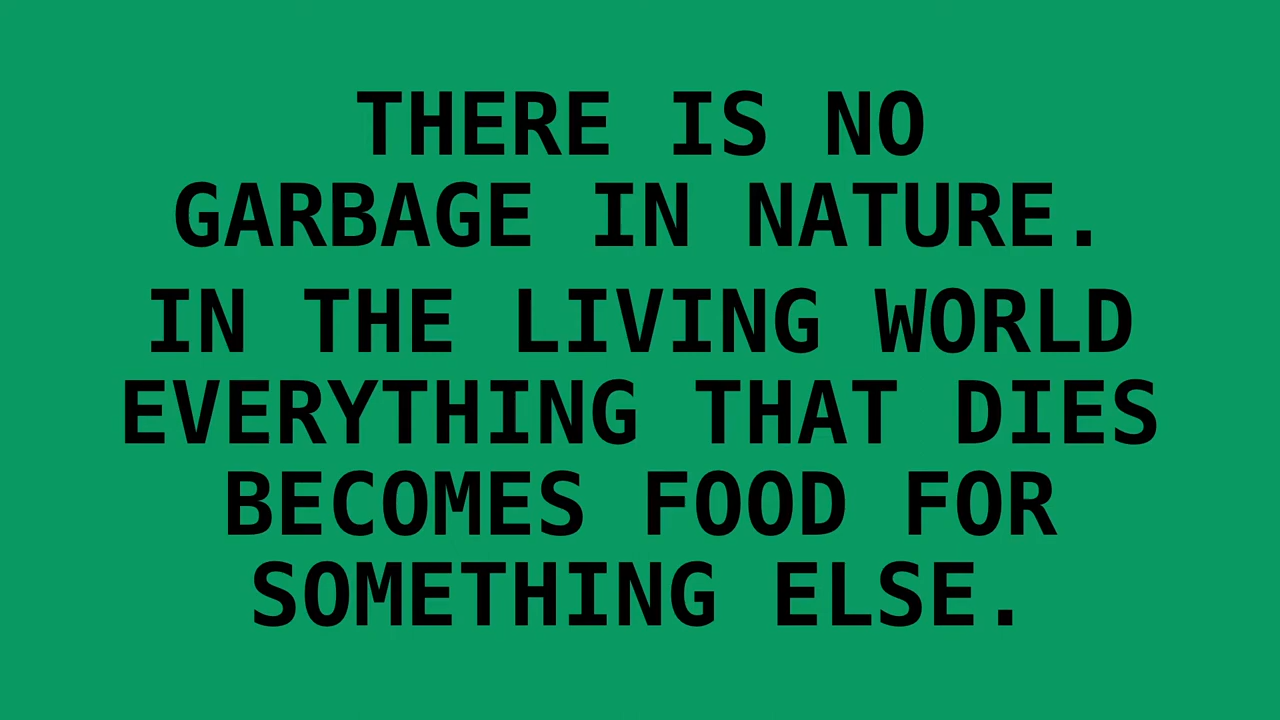 THERE IS NO
GARBAGE IN NATURE.
IN THE LIVING WORLD
EVERYTHING THAT DIES
BECOMES FOOD FOR
SOMETHING ELSE.